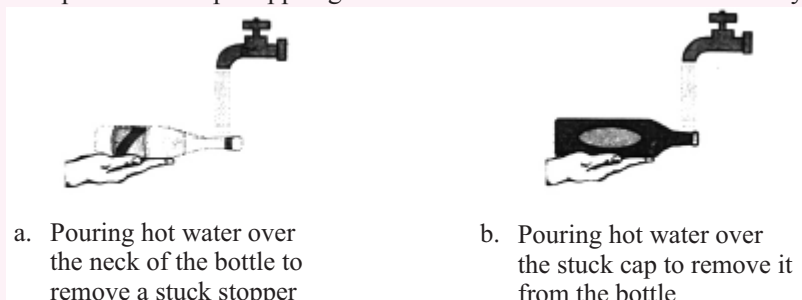 a. Pouring hot water over
the neck of the bottle to
remove a stuck stopper
b. Pouring hot water over
the stuck cap to remove it
from the bottle